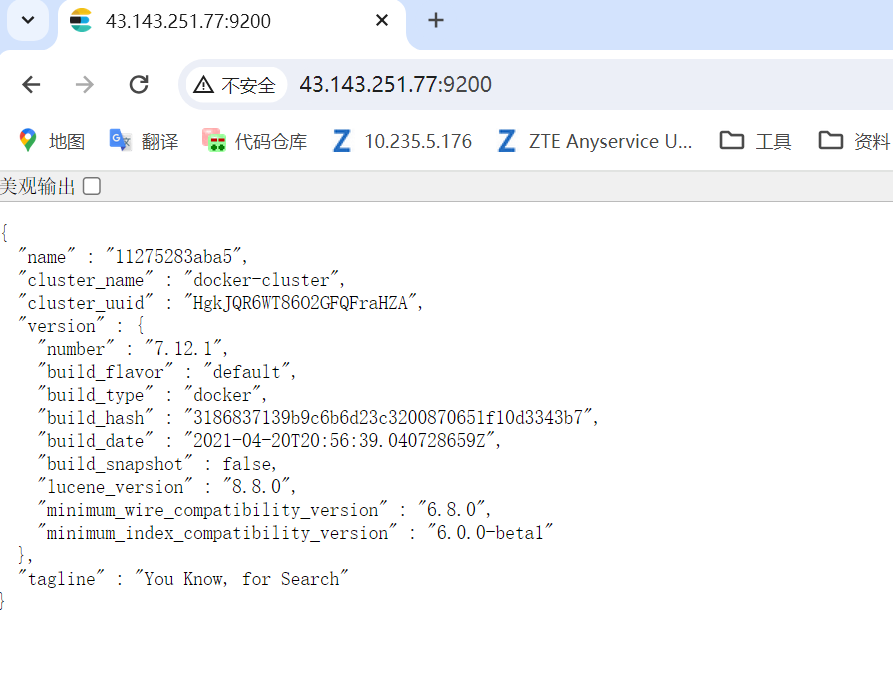 43.143.251.77:9200
不安全 43.143.251.77:9200
地图 翻译 代码仓库 10.235.5.176 ZTE Anyservice U... 工具 资料
美观输出
{
"name" : "11275283aba5",
"cluster_name" : "docker-cluster",
"cluster_uuid" : "HgkJQR6WT86O2GFQFraHZA",
"version" : {
"number" : "7.12.1",
"build_flavor" : "default",
"build_type" : "docker",
"build_hash" : "3186837139b9c6b6d23c3200870651f10d3343b7",
"build_date" : "2021-04-20T20:56:39.040728659Z",
"build_snapshot" : false,
"lucene_version" : "8.8.0",
"minimum_wire_compatibility_version" : "6.8.0",
"minimum_index_compatibility_version" : "6.0.0-beta1"
},
"tagline" : "You Know, for Search"
}